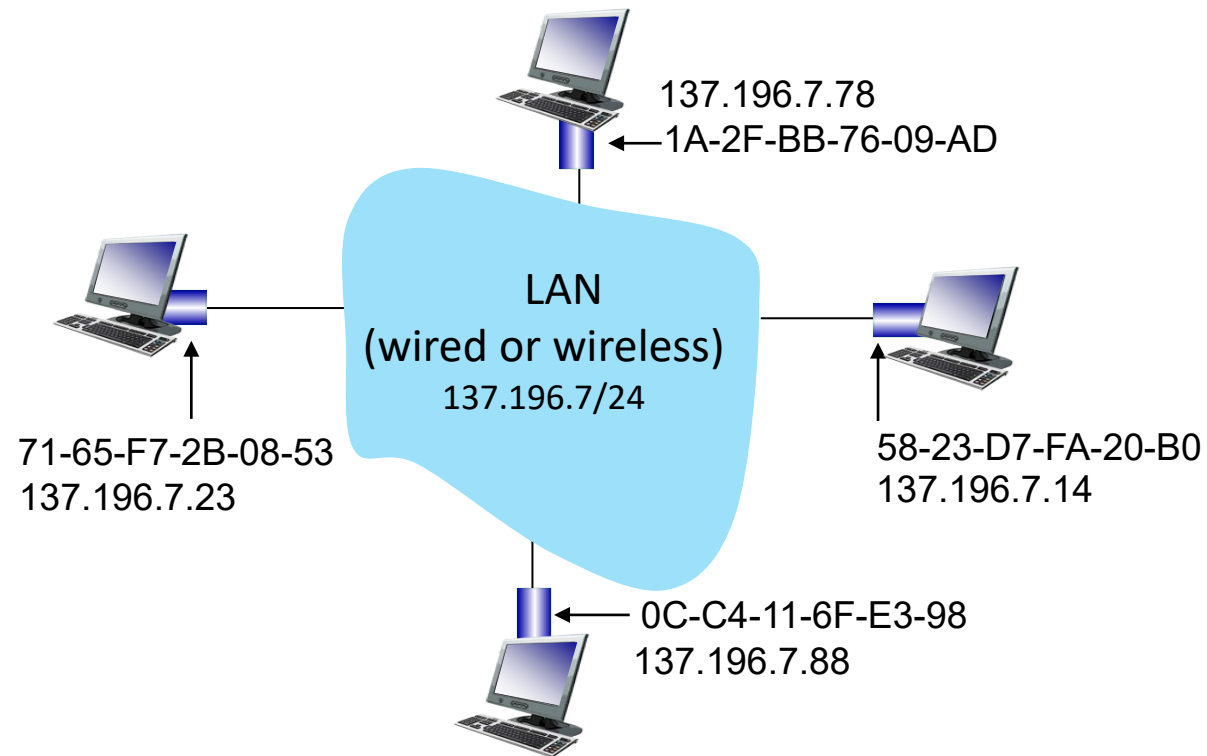 137.196.7.78
1A-2F-BB-76-09-AD
LAN
(wired or wireless)
137.196.7/24
71-65-F7-2B-08-53
137.196.7.23
58-23-D7-FA-20-B0
137.196.7.14
0C-C4-11-6F-E3-98
137.196.7.88